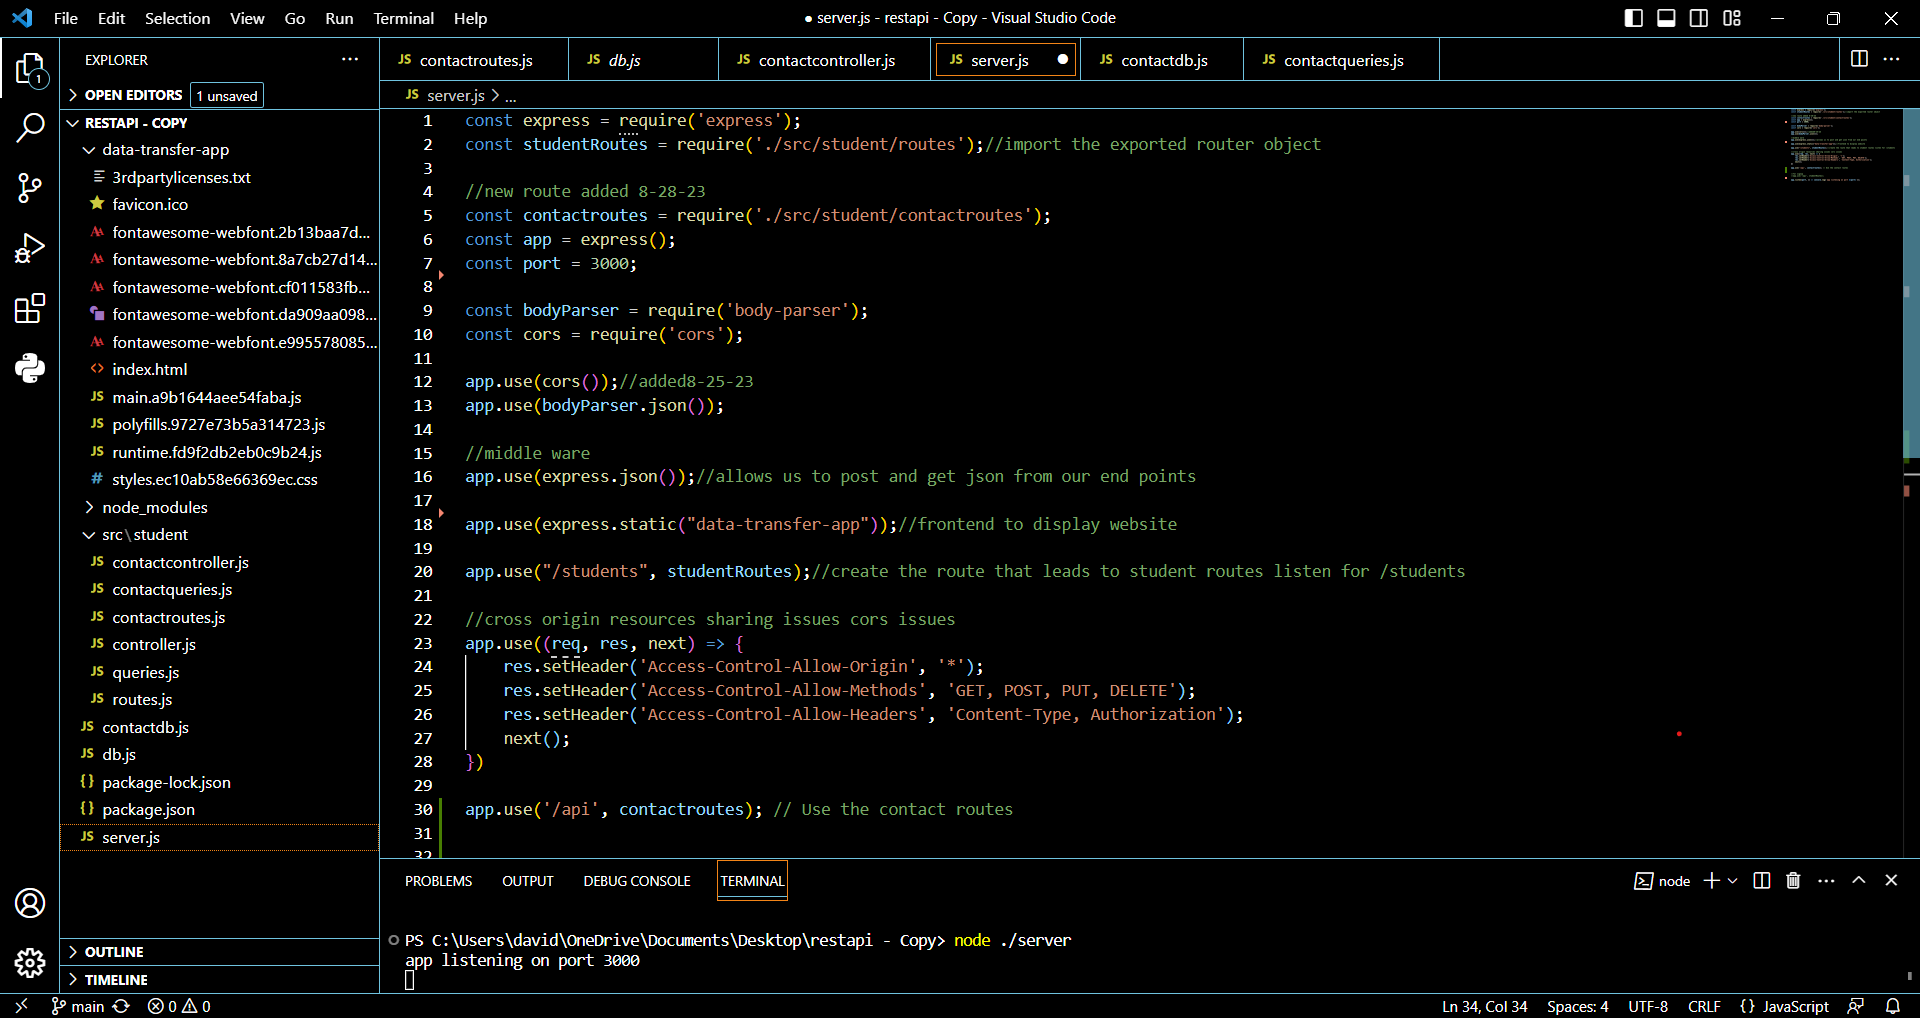 File Edit Selection View Go Run Terminal Help
● server.js - restapi - Copy - Visual Studio Code
EXPLORER
OPEN EDITORS 1 unsaved
RESTAPI - COPY
data-transfer-app
3rdpartylicenses.txt
favicon.ico
fontawesome-webfont.2b13baa7d...
fontawesome-webfont.8a7cb27d14...
fontawesome-webfont.cf011583fb...
fontawesome-webfont.da909aa098...
fontawesome-webfont.e995578085...
index.html
JS main.a9b1644aee54faba.js
JS polyfills.9727e73b5a314723.js
JS runtime.fd9f2db2eb0c9b24.js
# styles.ec10ab58e66369ec.css
node_modules
src\student
JS contactcontroller.js
JS contactqueries.js
JS contactroutes.js
JS controller.js
JS queries.js
JS routes.js
JS contactdb.js
JS db.js
{} package-lock.json
{} package.json
JS server.js
OUTLINE
TIMELINE
JS contactroutes.js JS db.js JS contactcontroller.js JS server.js JS contactdb.js JS contactqueries.js
JS server.js > ...
1 const express = require('express');
2 const studentRoutes = require('./src/student/routes');//import the exported router object
3
4 //new route added 8-28-23
5 const contactroutes = require('./src/student/contactroutes');
6 const app = express();
7 const port = 3000;
8
9 const bodyParser = require('body-parser');
10 const cors = require('cors');
11
12 app.use(cors());//added8-25-23
13 app.use(bodyParser.json());
14
15 //middle ware
16 app.use(express.json());//allows us to post and get json from our end points
17
18 app.use(express.static("data-transfer-app"));//frontend to display website
19
20 app.use("/students", studentRoutes);//create the route that leads to student routes listen for /students
21
22 //cross origin resources sharing issues cors issues
23 app.use((req, res, next) => {
24 res.setHeader('Access-Control-Allow-Origin', '*');
25 res.setHeader('Access-Control-Allow-Methods', 'GET, POST, PUT, DELETE');
26 res.setHeader('Access-Control-Allow-Headers', 'Content-Type, Authorization');
27 next();
28 })
29
30 app.use('/api', contactroutes); // Use the contact routes
31
32
PROBLEMS OUTPUT DEBUG CONSOLE TERMINAL
node
PS C:\Users\david\OneDrive\Documents\Desktop\restapi - Copy> node ./server
app listening on port 3000
main 0 0
Ln 34, Col 34 Spaces: 4 UTF-8 CRLF {} JavaScript